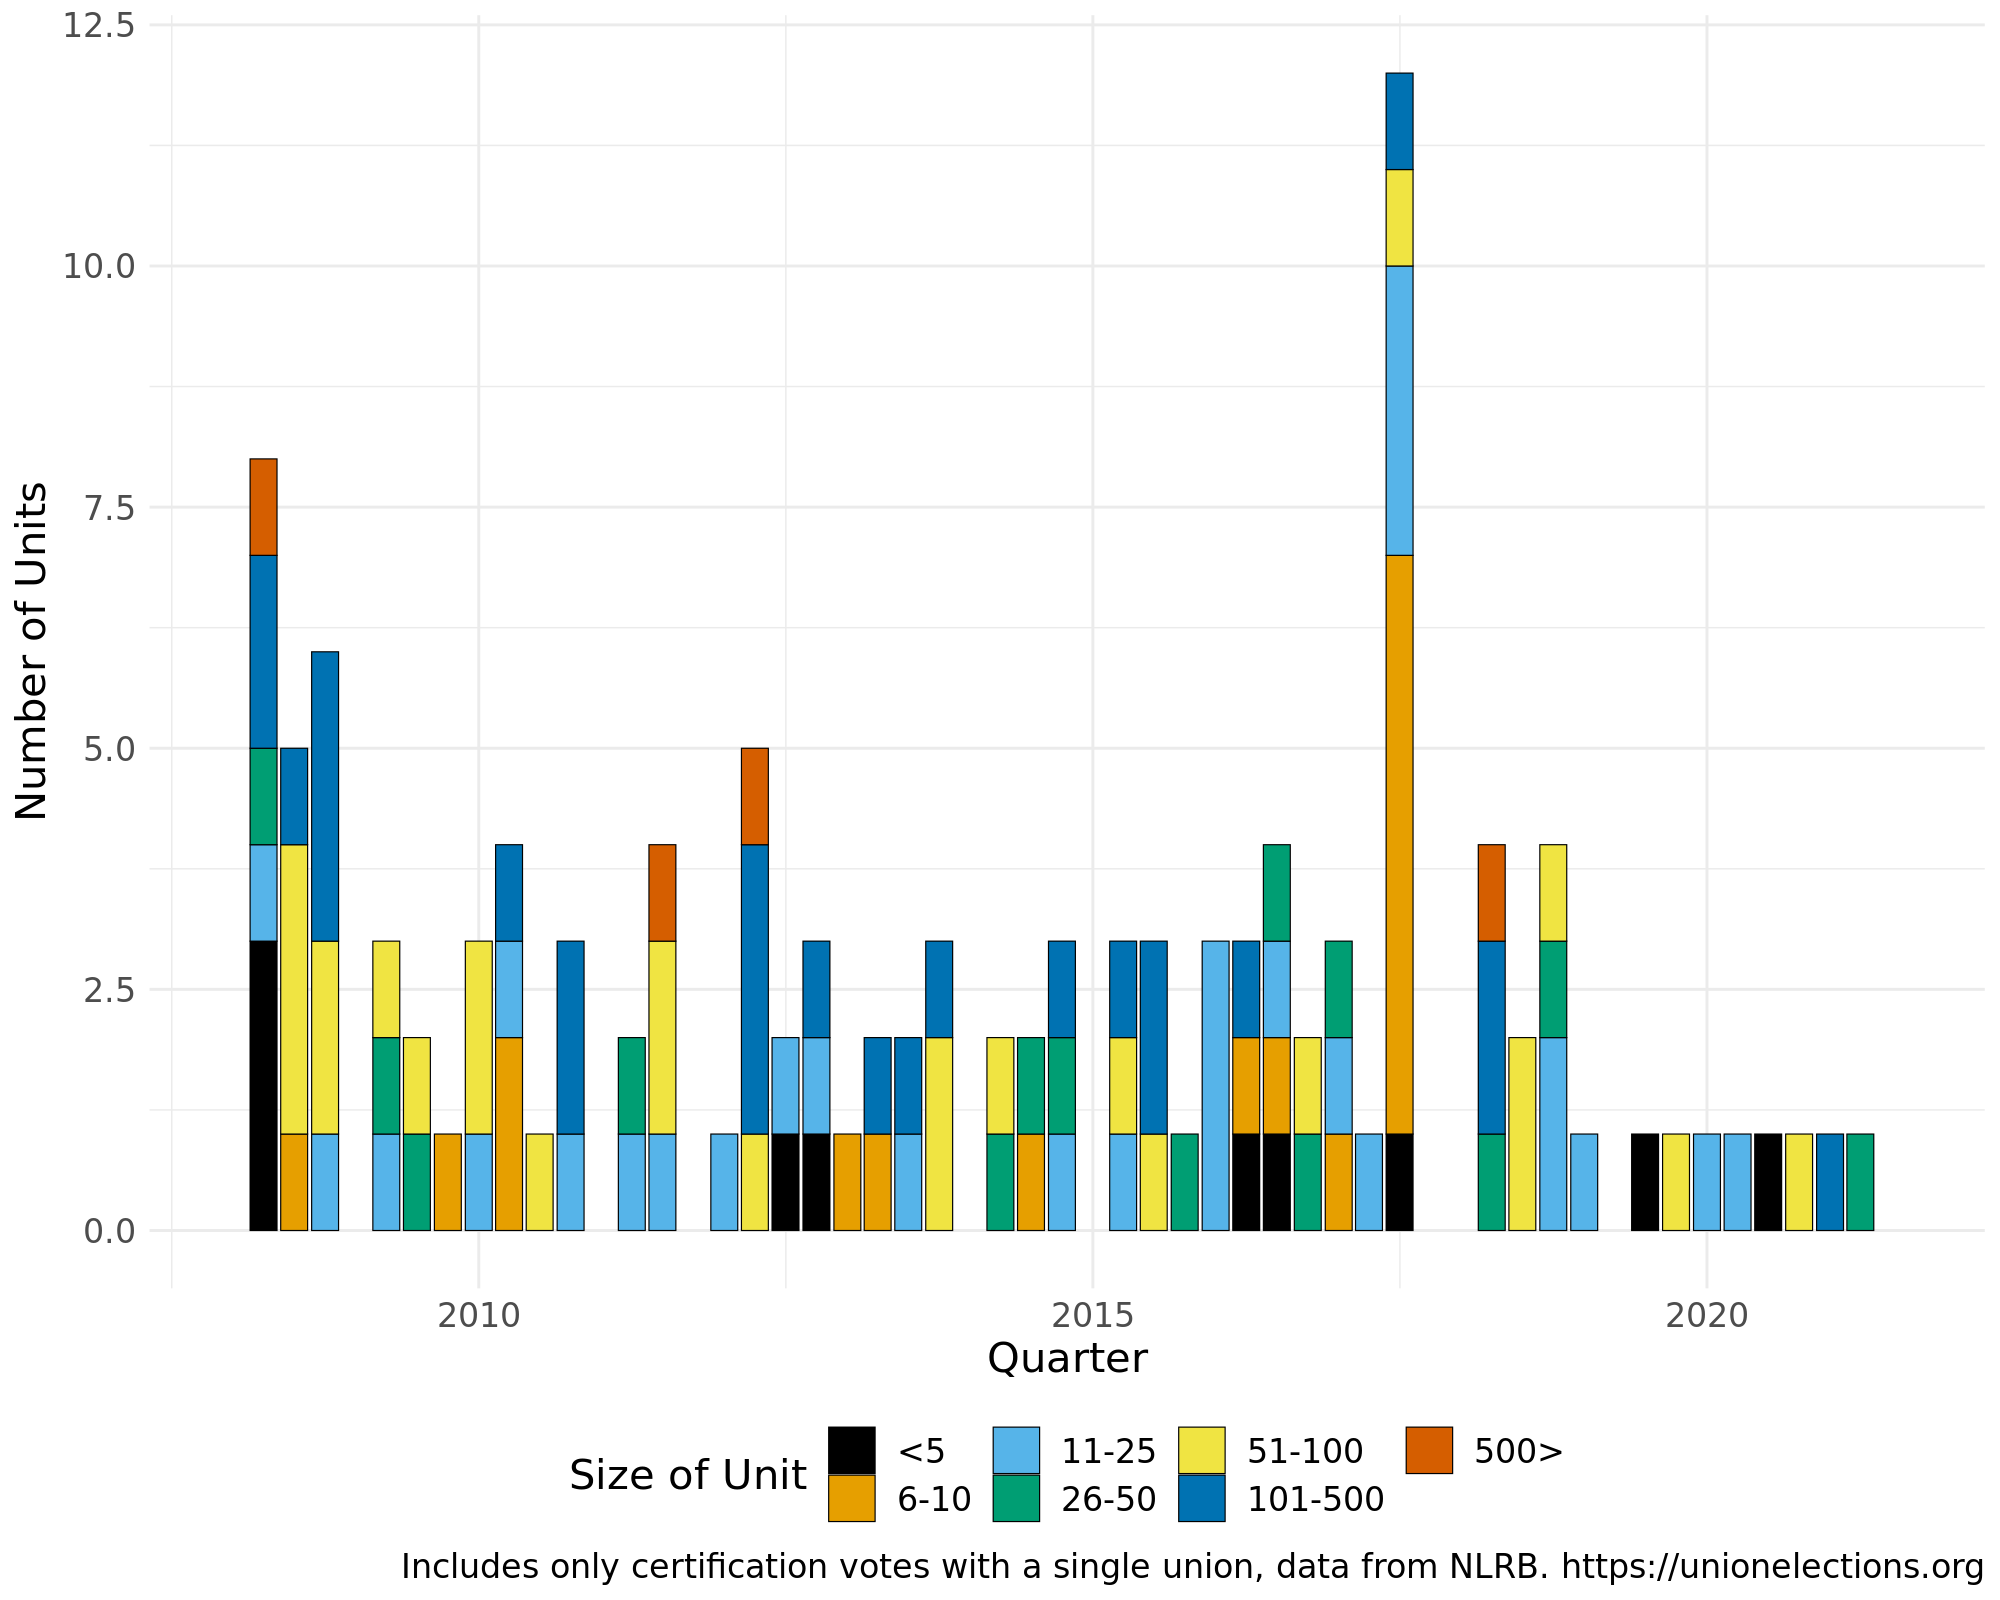 12.5
10.0
7.5
5.0
2.5
0.0
Number of Units
2010 2015 2020
Quarter
Size of Unit
<5 11-25 51-100 500>
6-10 26-50 101-500
Includes only certification votes with a single union, data from NLRB. https://unionelections.org